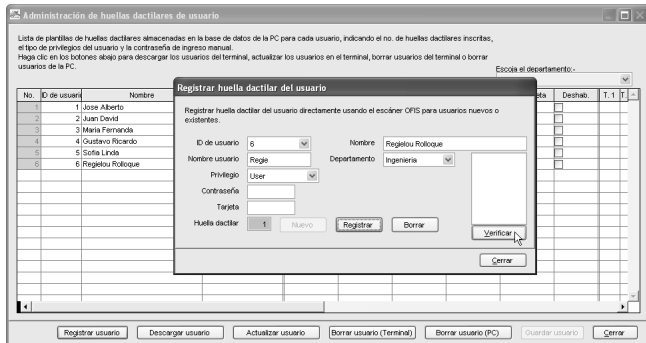 Administración de huellas dactilares de usuario
Lista de plantillas de huellas dactilares almacenadas en la base de datos de la PC para cada usuario, indicando el no. de huellas dactilares inscritas,
el tipo de privilegios del usuario y la contraseña de ingreso manual.
Haga clic en los botones abajo para descargar los usuarios del terminal, actualizar los usuarios en el terminal, borrar usuarios del terminal o borrar
usuarios de la PC.
Escoja el departamento:-
No. ID de usuario Nombre eta Deshab. T. 1 T.
1 1 Jose Alberto
2 2 Juan David
3 3 Maria Fernanda
4 4 Gustavo Ricardo
5 5 Sofia Linda
6 6 Regielou Rolloque
Registrar huella dactilar del usuario
Registrar huella dactilar del usuario directamente usando el escáner OFIS para usuarios nuevos o
existentes.
ID de usuario 6 Nombre Regielou Rolloque
Nombre usuario Regie Departamento Ingenieria
Privilegio User
Contraseña
Tarjeta
Huella dactilar 1 Nuevo Registrar Borrar
Verificar
Cerrar
Registrar usuario Descargar usuario Actualizar usuario Borrar usuario (Terminal) Borrar usuario (PC) Guardar usuario Cerrar